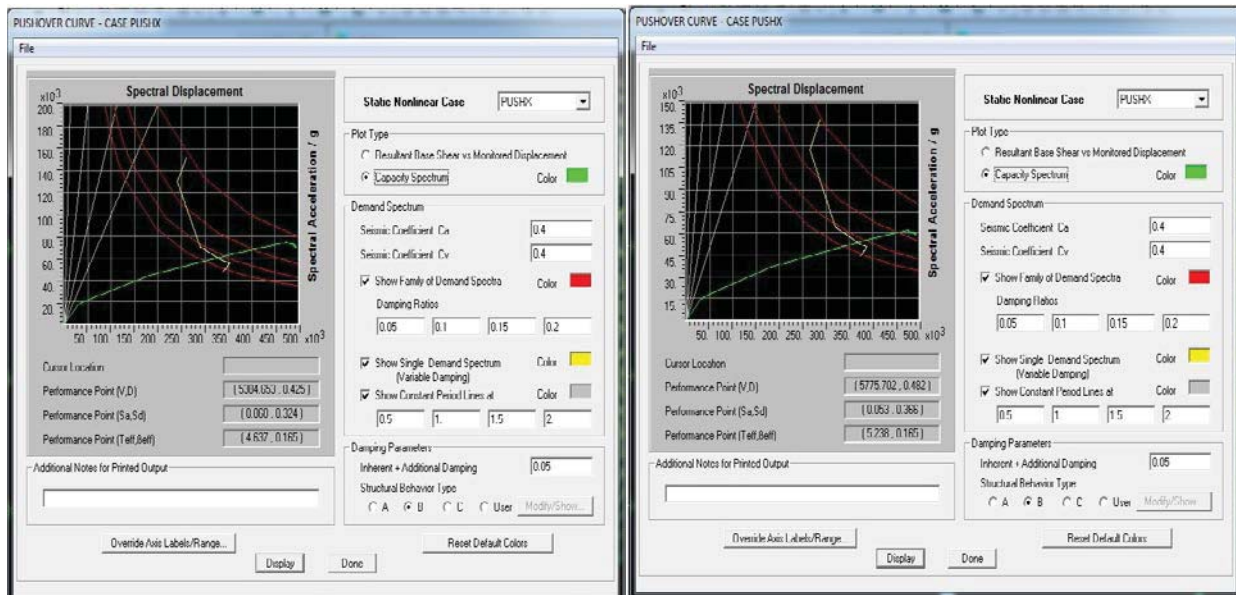 PUSHOVER CURVE - CASE PUSHX
File
Spectral Displacement
x10³
200.
180.
160.
140.
120.
100.
80.
60.
40.
20.
50. 100. 150. 200. 250. 300. 350. 400. 450. 500. x10³
Spectral Acceleration / g
Cursor Location
Performance Point (V,D)
( 5384.653 , 0.425 )
Performance Point (Sa,Sd)
( 0.060 , 0.324 )
Performance Point (Teff,βeff)
( 4.637 , 0.165 )
Additional Notes for Printed Output
Static Nonlinear Case PUSHX
Plot Type
Resultant Base Shear vs Monitored Displacement
Capacity Spectrum Color
Demand Spectrum
Seismic Coefficient Ca 0.4
Seismic Coefficient Cv 0.4
Show Family of Demand Spectra Color
Damping Ratios
0.05 0.1 0.15 0.2
Show Single Demand Spectrum Color
(Variable Damping)
Show Constant Period Lines at Color
0.5 1. 1.5 2.
Damping Parameters
Inherent + Additional Damping 0.05
Structural Behavior Type
A B C User Modify/Show...
Override Axis Labels/Range...
Reset Default Colors
Display Done
PUSHOVER CURVE - CASE PUSHX
File
Spectral Displacement
x10³
150.
135.
120.
105.
90.
75.
60.
45.
30.
15.
50. 100. 150. 200. 250. 300. 350. 400. 450. 500. x10³
Spectral Acceleration / g
Cursor Location
Performance Point (V,D)
( 5775.702 , 0.482 )
Performance Point (Sa,Sd)
( 0.053 , 0.366 )
Performance Point (Teff,βeff)
( 5.238 , 0.165 )
Additional Notes for Printed Output
Static Nonlinear Case PUSHX
Plot Type
Resultant Base Shear vs Monitored Displacement
Capacity Spectrum Color
Demand Spectrum
Seismic Coefficient Ca 0.4
Seismic Coefficient Cv 0.4
Show Family of Demand Spectra Color
Damping Ratios
0.05 0.1 0.15 0.2
Show Single Demand Spectrum Color
(Variable Damping)
Show Constant Period Lines at Color
0.5 1. 1.5 2.
Damping Parameters
Inherent + Additional Damping 0.05
Structural Behavior Type
A B C User Modify/Show...
Override Axis Labels/Range...
Reset Default Colors
Display Done